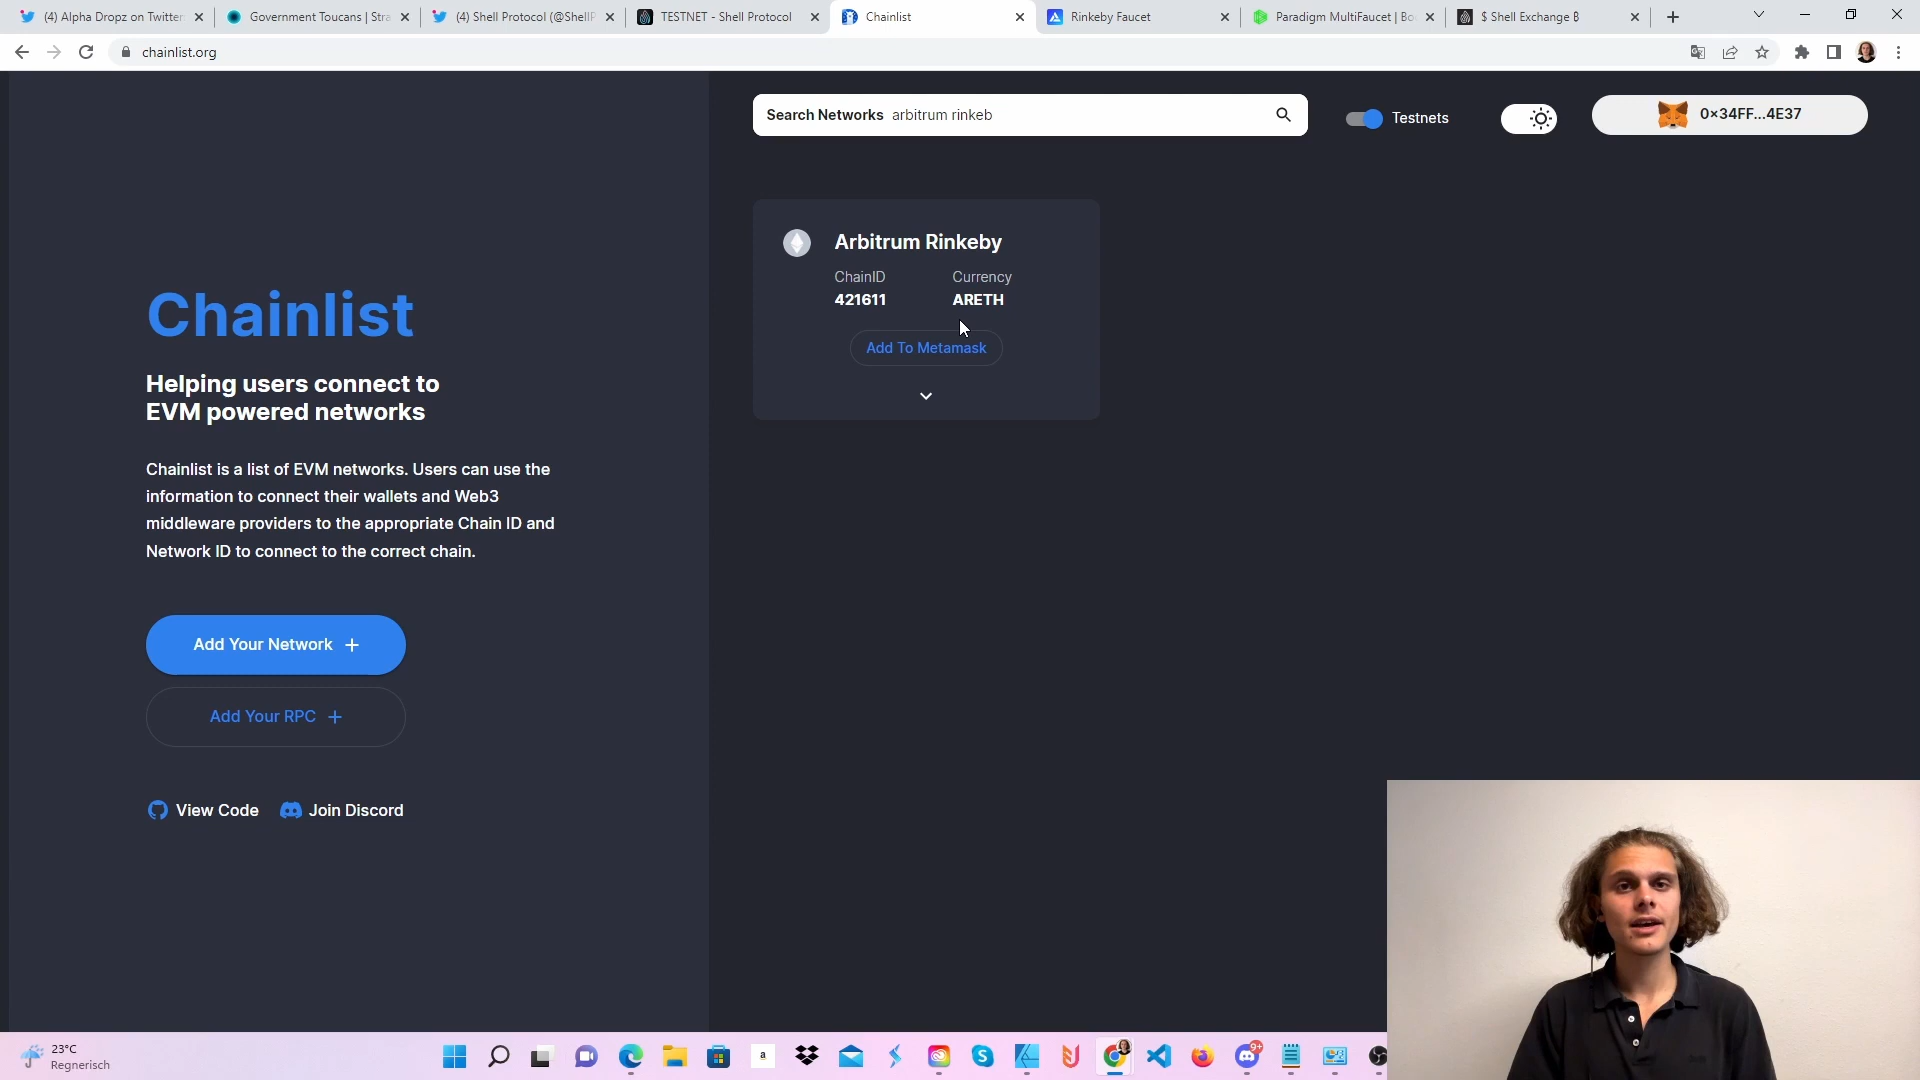 (4) Alpha Dropz on Twitter
Government Toucans | Stra
(4) Shell Protocol (@ShellP
TESTNET - Shell Protocol
Chainlist
Rinkeby Faucet
Paradigm MultiFaucet | Bo
$ Shell Exchange B
chainlist.org
Search Networks arbitrum rinkeb
Testnets
0x34FF...4E37
Arbitrum Rinkeby
ChainID Currency
421611 ARETH
Add To Metamask
Chainlist
Helping users connect to
EVM powered networks
Chainlist is a list of EVM networks. Users can use the
information to connect their wallets and Web3
middleware providers to the appropriate Chain ID and
Network ID to connect to the correct chain.
Add Your Network +
Add Your RPC +
View Code Join Discord
23°C
Regnerisch
a
9+